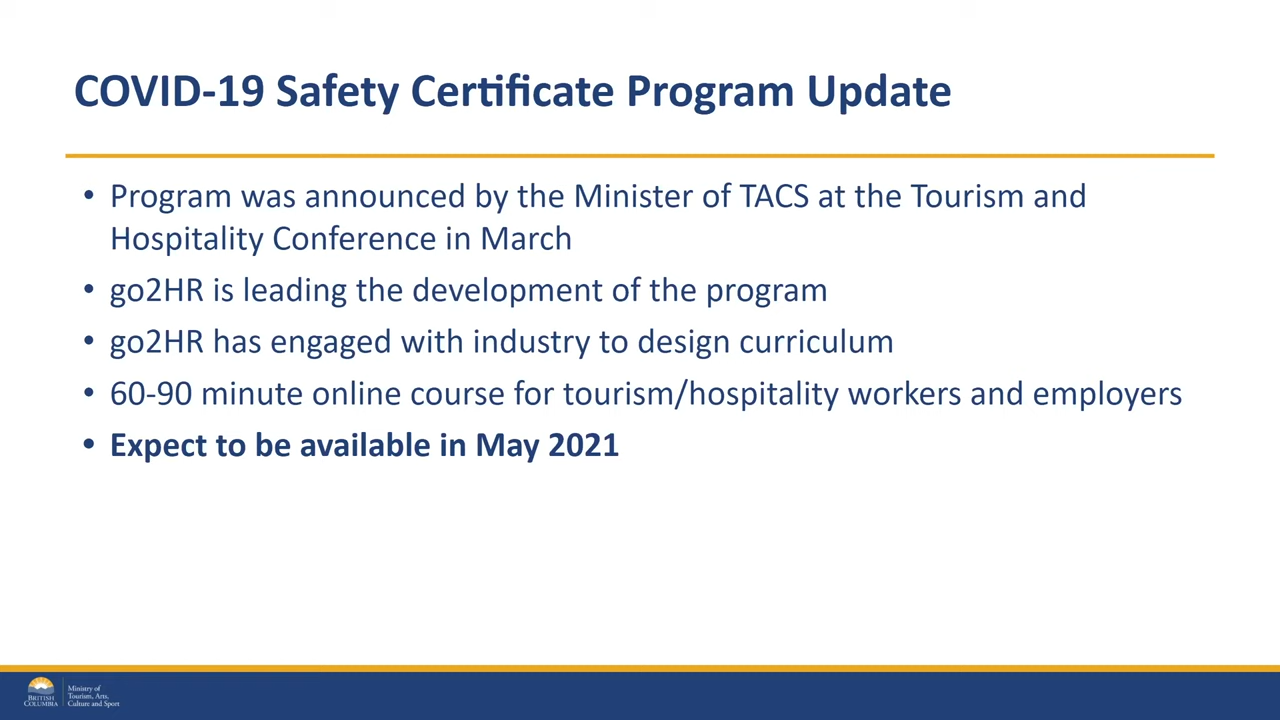 COVID-19 Safety Certificate Program Update
• Program was announced by the Minister of TACS at the Tourism and
Hospitality Conference in March
• go2HR is leading the development of the program
• go2HR has engaged with industry to design curriculum
• 60-90 minute online course for tourism/hospitality workers and employers
• Expect to be available in May 2021
BRITISH
COLUMBIA
Ministry of
Tourism, Arts,
Culture and Sport